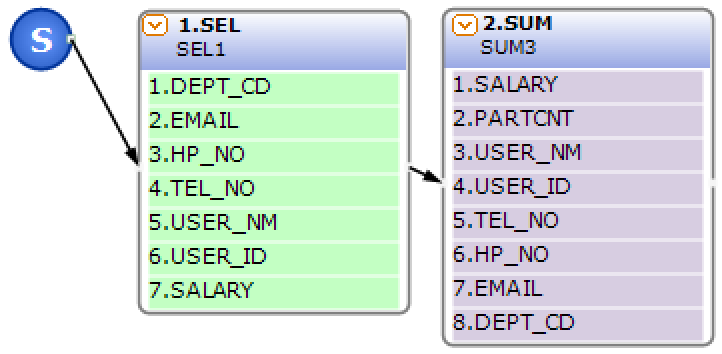 S
1.SEL
SEL1
1.DEPT_CD
2.EMAIL
3.HP_NO
4.TEL_NO
5.USER_NM
6.USER_ID
7.SALARY
2.SUM
SUM3
1.SALARY
2.PARTCNT
3.USER_NM
4.USER_ID
5.TEL_NO
6.HP_NO
7.EMAIL
8.DEPT_CD